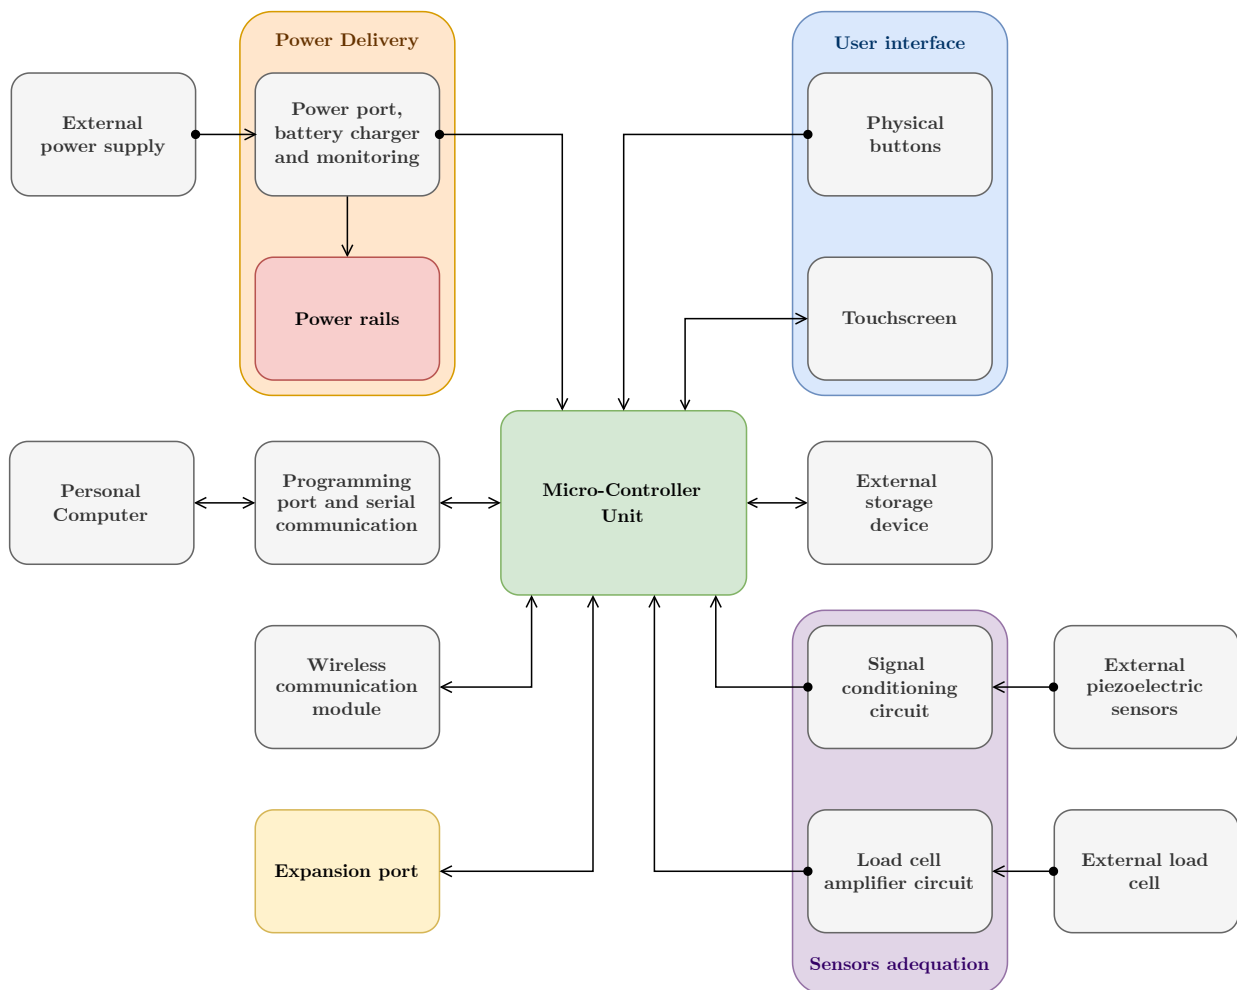 Power Delivery
User interface
External
power supply
Power port,
battery charger
and monitoring
Physical
buttons
Power rails
Touchscreen
Personal
Computer
Programming
port and serial
communication
Micro-Controller
Unit
External
storage
device
Wireless
communication
module
Signal
conditioning
circuit
External
piezoelectric
sensors
Expansion port
Load cell
amplifier circuit
External load
cell
Sensors adequation